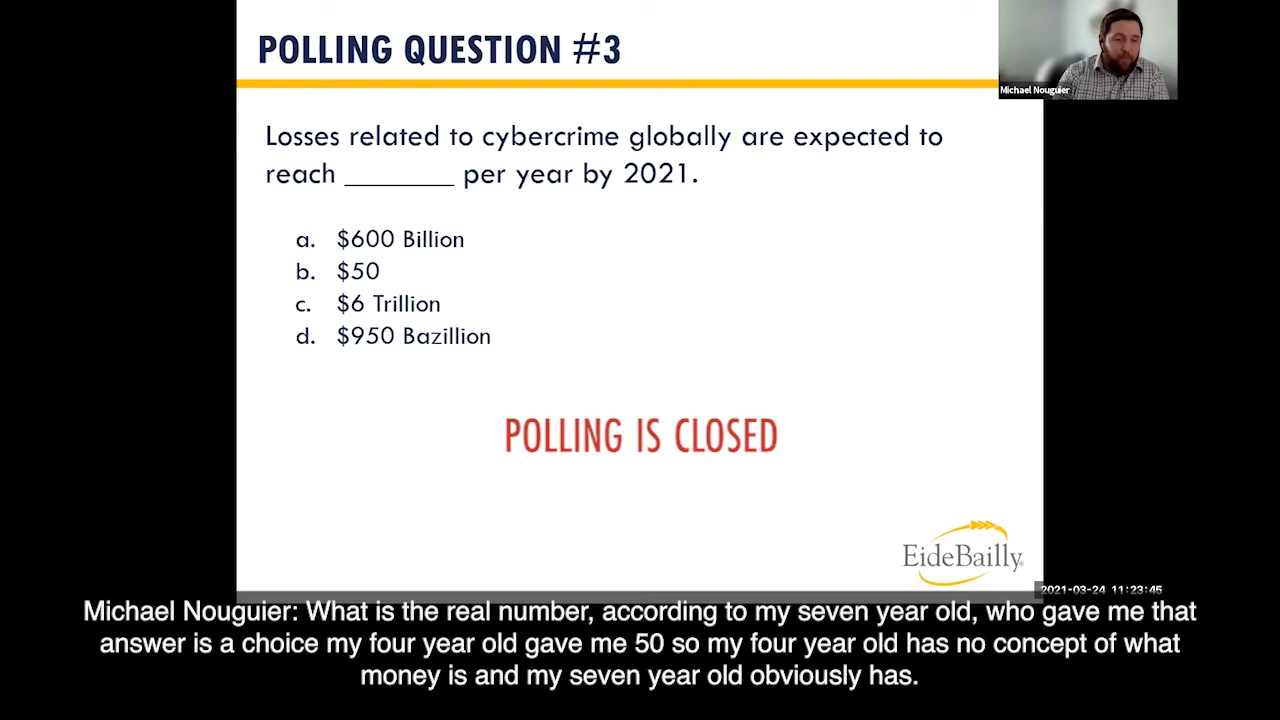 POLLING QUESTION #3
Michael Nouguier
Losses related to cybercrime globally are expected to
reach ________ per year by 2021.
a. $600 Billion
b. $50
c. $6 Trillion
d. $950 Bazillion
POLLING IS CLOSED
EideBailly®
2021-03-24 11:23:45
Michael Nouguier: What is the real number, according to my seven year old, who gave me that
answer is a choice my four year old gave me 50 so my four year old has no concept of what
money is and my seven year old obviously has.